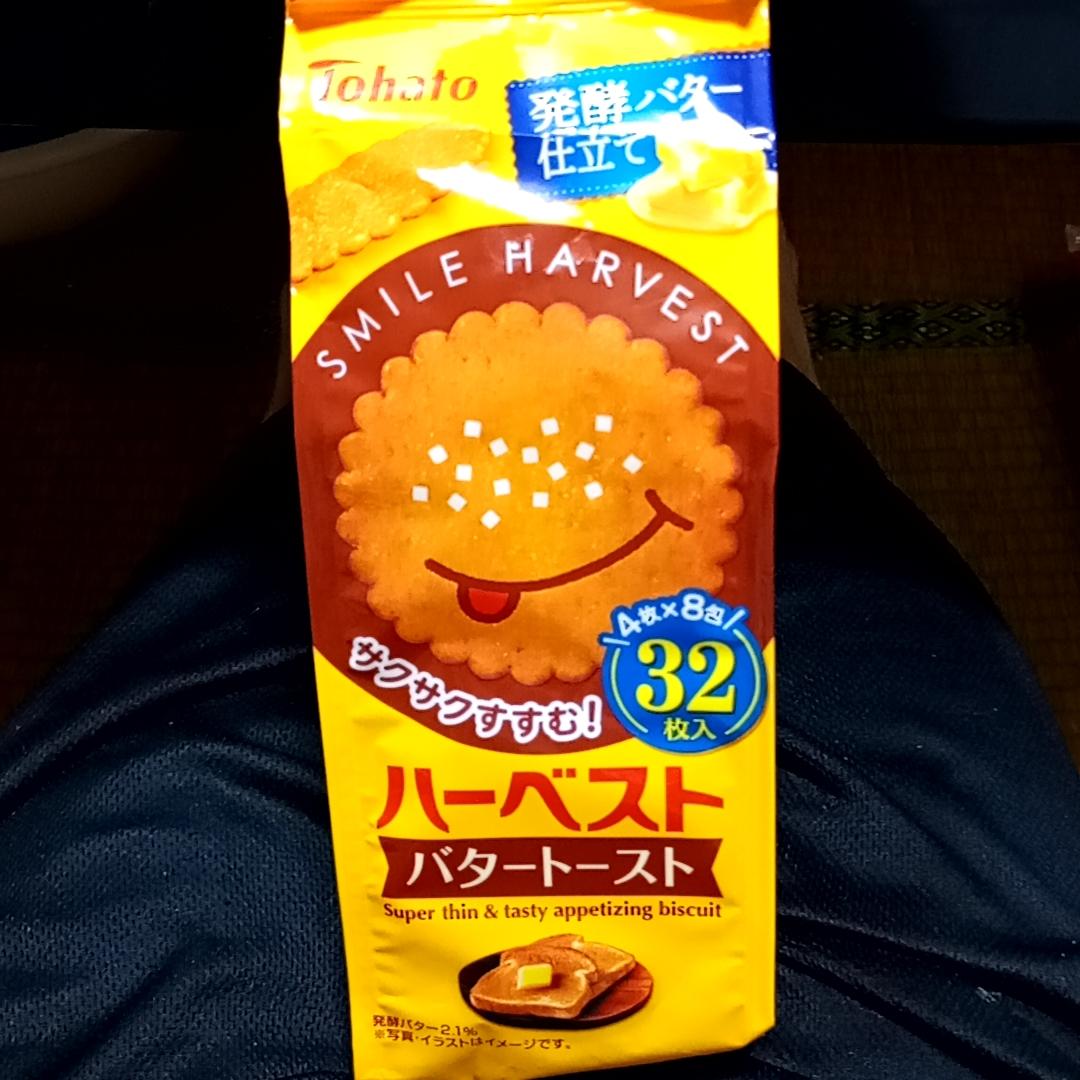 Tohato
発酵バター
仕立て
SMILE HARVEST
サクサクすすむ!
4枚×8包
32
枚入
ハーベスト
バタートースト
Super thin & tasty appetizing biscuit
発酵バター2.1%
※写真・イラストはイメージです。